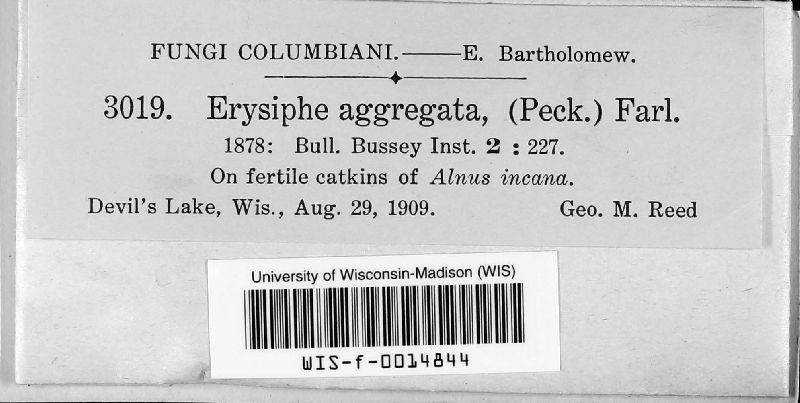 FUNGI COLUMBIANI.——E. Bartholomew.
3019. Erysiphe aggregata, (Peck.) Farl.
1878: Bull. Bussey Inst. 2 : 227.
On fertile catkins of Alnus incana.
Devil's Lake, Wis., Aug. 29, 1909. Geo. M. Reed
University of Wisconsin-Madison (WIS)
WIS-f-0014844